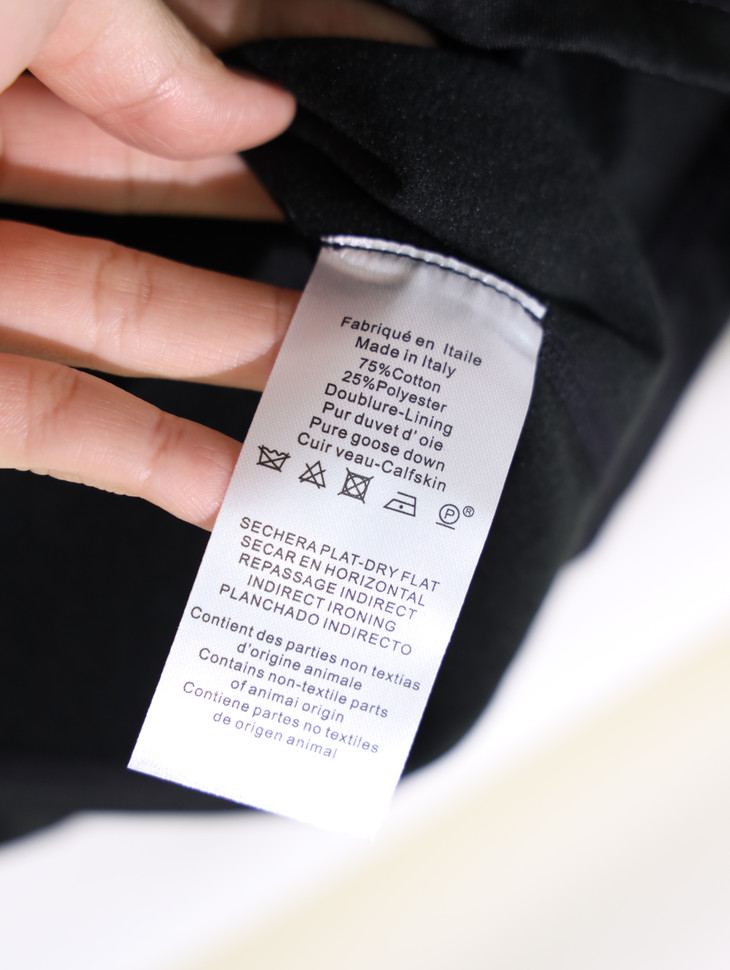 Fabriqué en Itaile
Made in Italy
75%Cotton
25%Polyester
Doublure-Lining
Pur duvet d' oie
Pure goose down
Cuir veau-Calfskin
P ®
SECHERA PLAT-DRY FLAT
SECAR EN HORIZONTAL
REPASSAGE INDIRECT
INDIRECT IRONING
PLANCHADO INDIRECTO
Contient des parties non textias
d'origine animale
Contains non-textile parts
of animai origin
Contiene partes no textiles
de origen animal